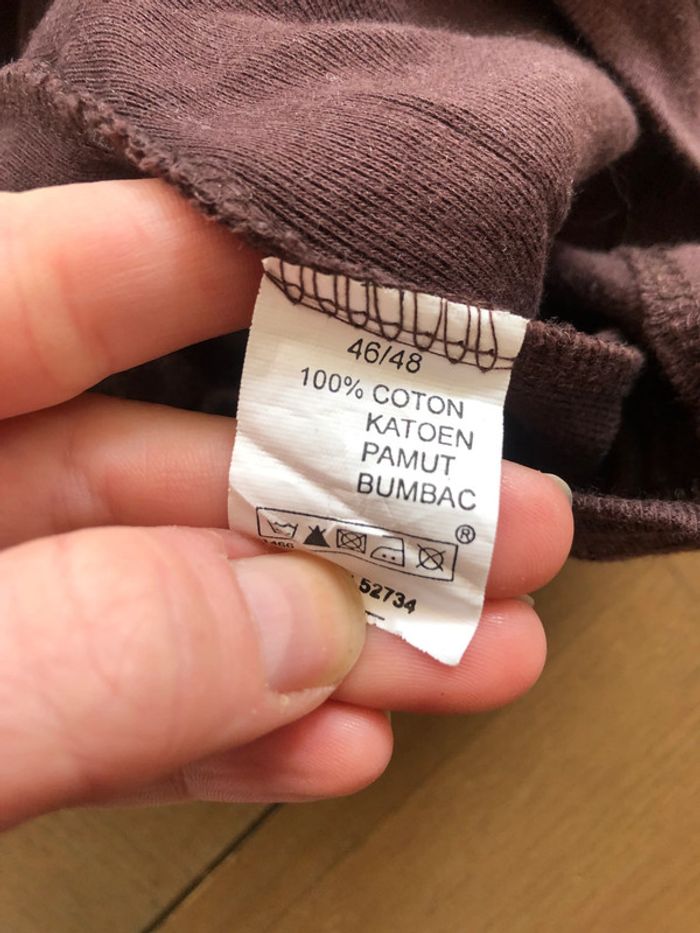 46/48
100% COTON
KATOEN
PAMUT
BUMBAC
®
52734